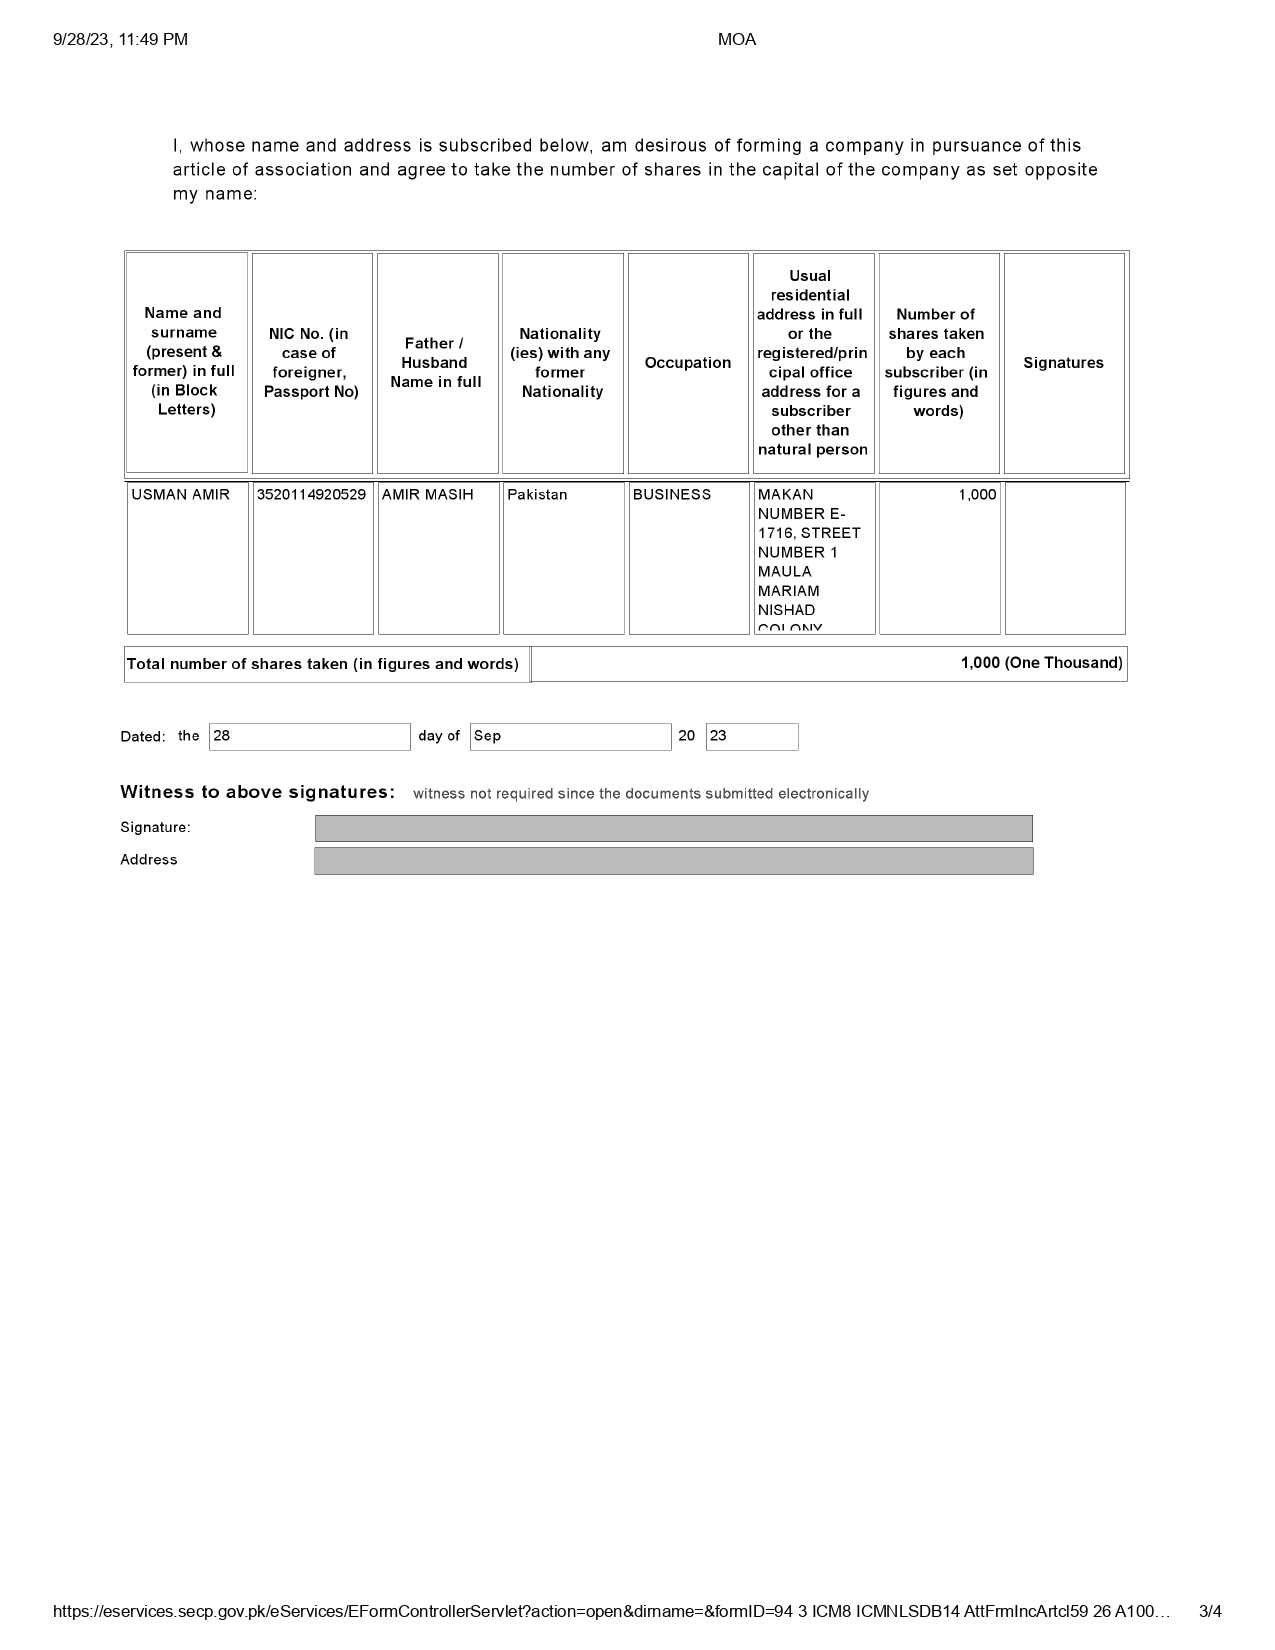 9/28/23, 11:49 PM MOA
I, whose name and address is subscribed below, am desirous of forming a company in pursuance of this
article of association and agree to take the number of shares in the capital of the company as set opposite
my name:
Name and
surname
(present &
former) in full
(in Block
Letters)
NIC No. (in
case of
foreigner,
Passport No)
Father /
Husband
Name in full
Nationality
(ies) with any
former
Nationality
Occupation
Usual
residential
address in full
or the
registered/prin
cipal office
address for a
subscriber
other than
natural person
Number of
shares taken
by each
subscriber (in
figures and
words)
Signatures
USMAN AMIR
3520114920529
AMIR MASIH
Pakistan
BUSINESS
MAKAN
NUMBER E-
1716, STREET
NUMBER 1
MAULA
MARIAM
NISHAD
COLONY
1,000
Total number of shares taken (in figures and words) 1,000 (One Thousand)
Dated: the 28 day of Sep 20 23
Witness to above signatures: witness not required since the documents submitted electronically
Signature:
Address
https://eservices.secp.gov.pk/eServices/EFormControllerServlet?action=open&dirname=&formID=94 3 ICM8 ICMNLSDB14 AttFrmIncArtcl59 26 A100… 3/4